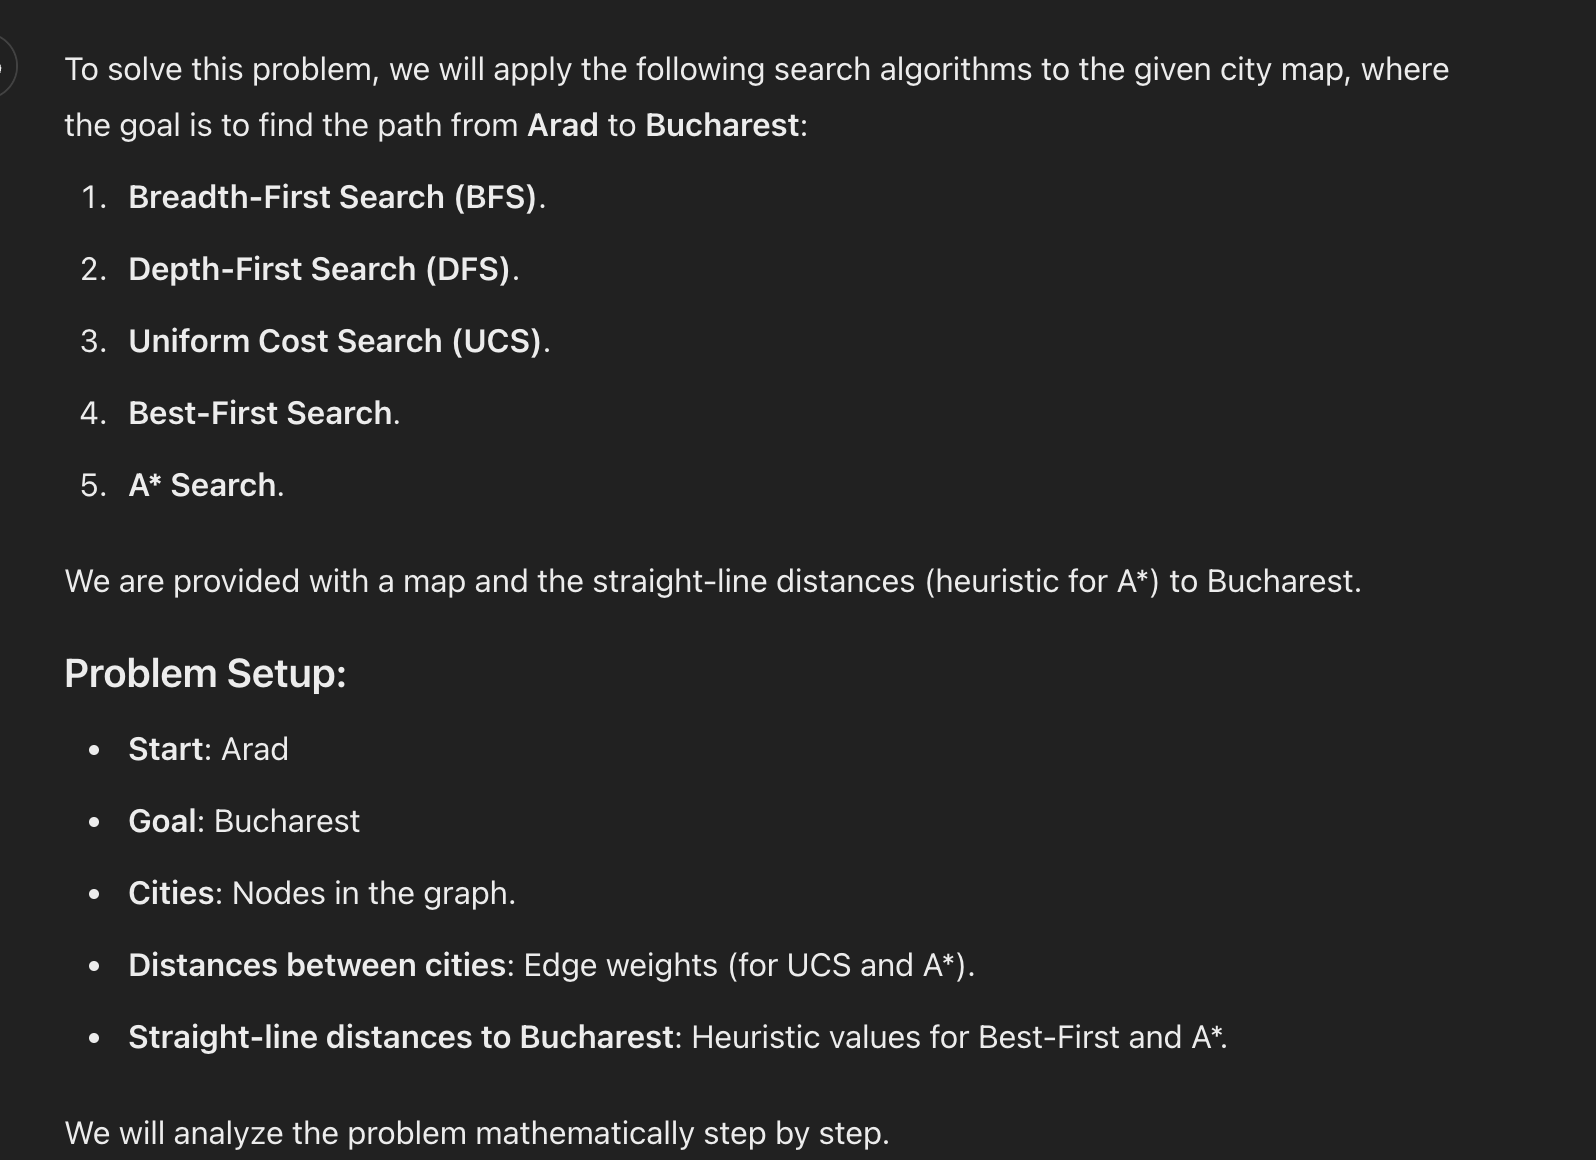 To solve this problem, we will apply the following search algorithms to the given city map, where
the goal is to find the path from Arad to Bucharest:
1. Breadth-First Search (BFS).
2. Depth-First Search (DFS).
3. Uniform Cost Search (UCS).
4. Best-First Search.
5. A* Search.
We are provided with a map and the straight-line distances (heuristic for A*) to Bucharest.
Problem Setup:
• Start: Arad
• Goal: Bucharest
• Cities: Nodes in the graph.
• Distances between cities: Edge weights (for UCS and A*).
• Straight-line distances to Bucharest: Heuristic values for Best-First and A*.
We will analyze the problem mathematically step by step.